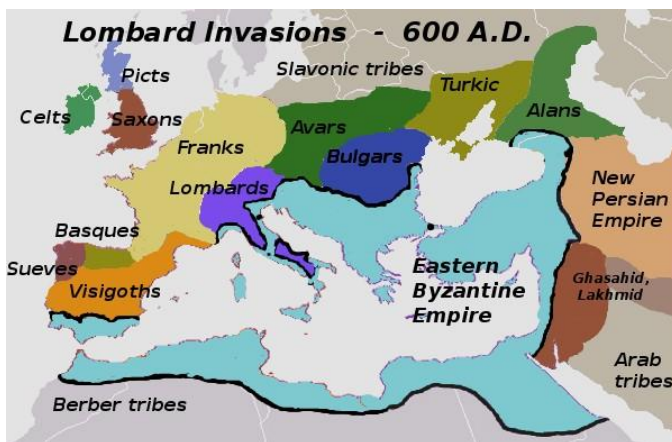 Lombard Invasions - 600 A.D.
Picts
Slavonic tribes
Turkic
Celts
Saxons
Avars
Alans
Franks
Bulgars
Lombards
New
Persian
Empire
Basques
Sueves
Visigoths
Eastern
Byzantine
Empire
Ghasahid,
Lakhmid
Arab
tribes
Berber tribes